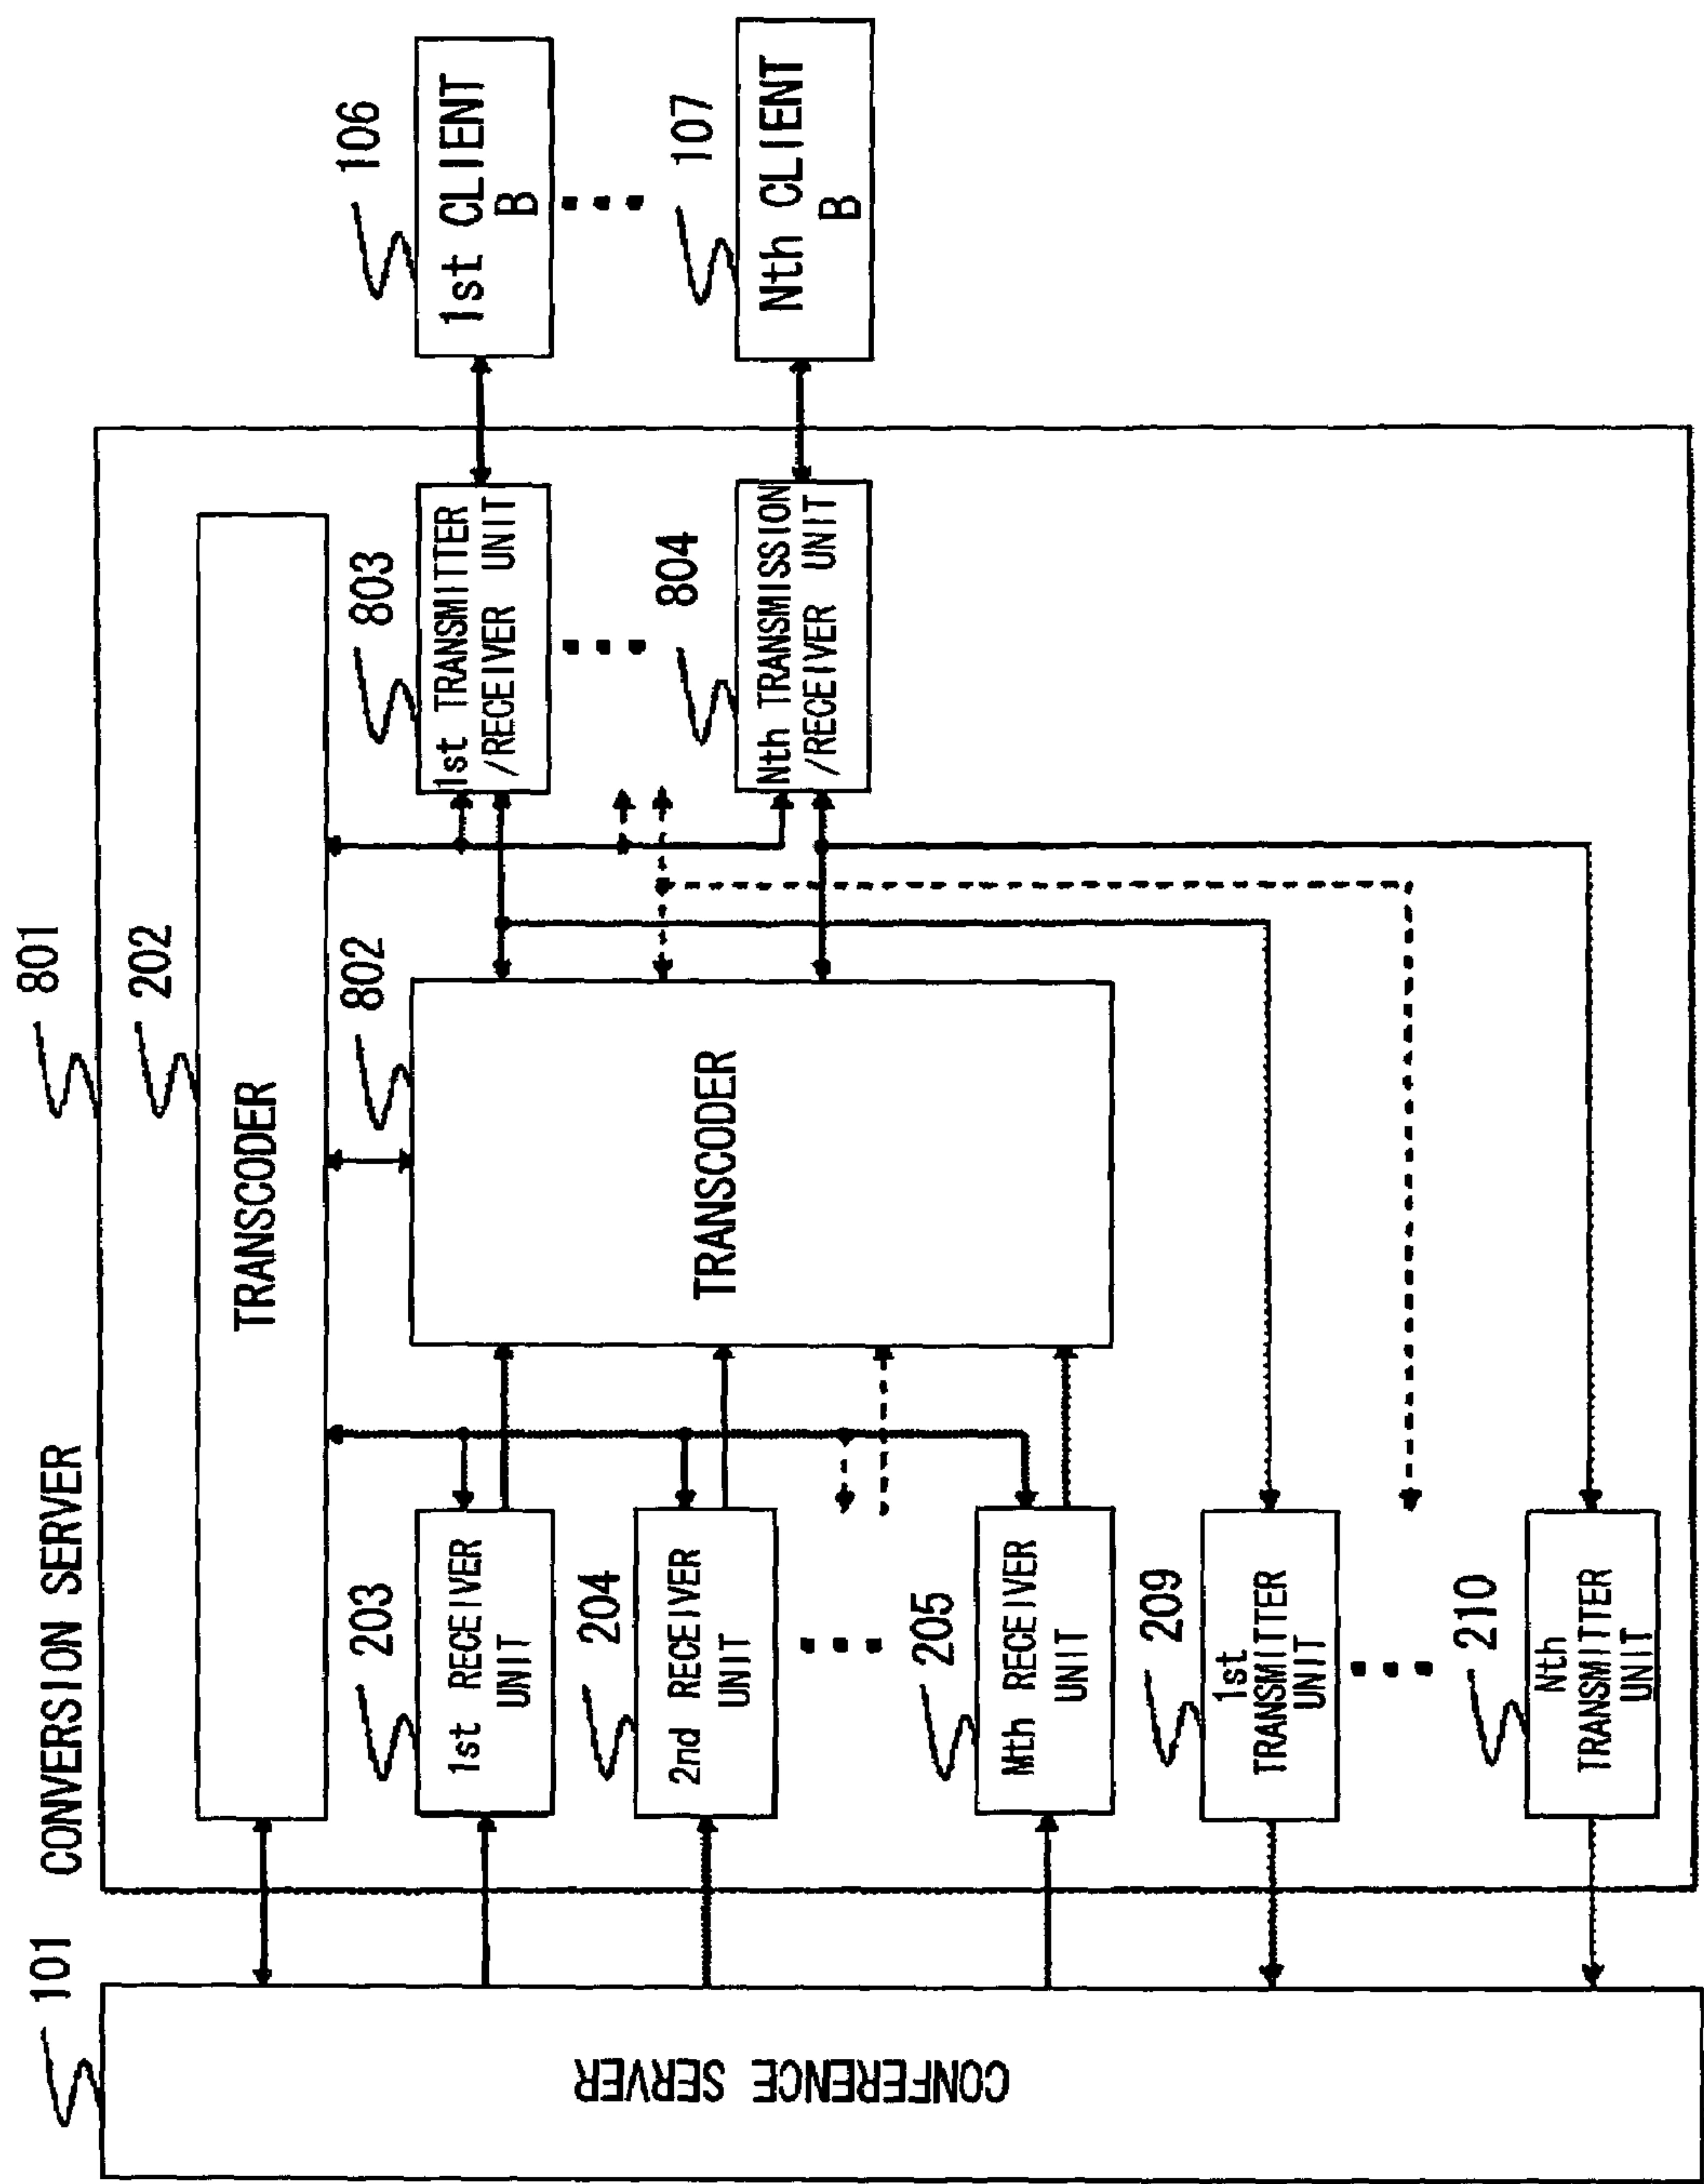 101
CONFERENCE SERVER
CONVERSION SERVER
801
TRANSCODER
202
TRANSCODER
802
1st RECEIVER
UNIT
203
2nd RECEIVER
UNIT
204
Mth RECEIVER
UNIT
205
1st
TRANSMITTER
UNIT
209
Nth
TRANSMITTER
UNIT
210
1st TRANSMITTER
/RECEIVER UNIT
803
Nth TRANSMISSION
/RECEIVER UNIT
804
1st CLIENT
B
106
Nth CLIENT
B
107